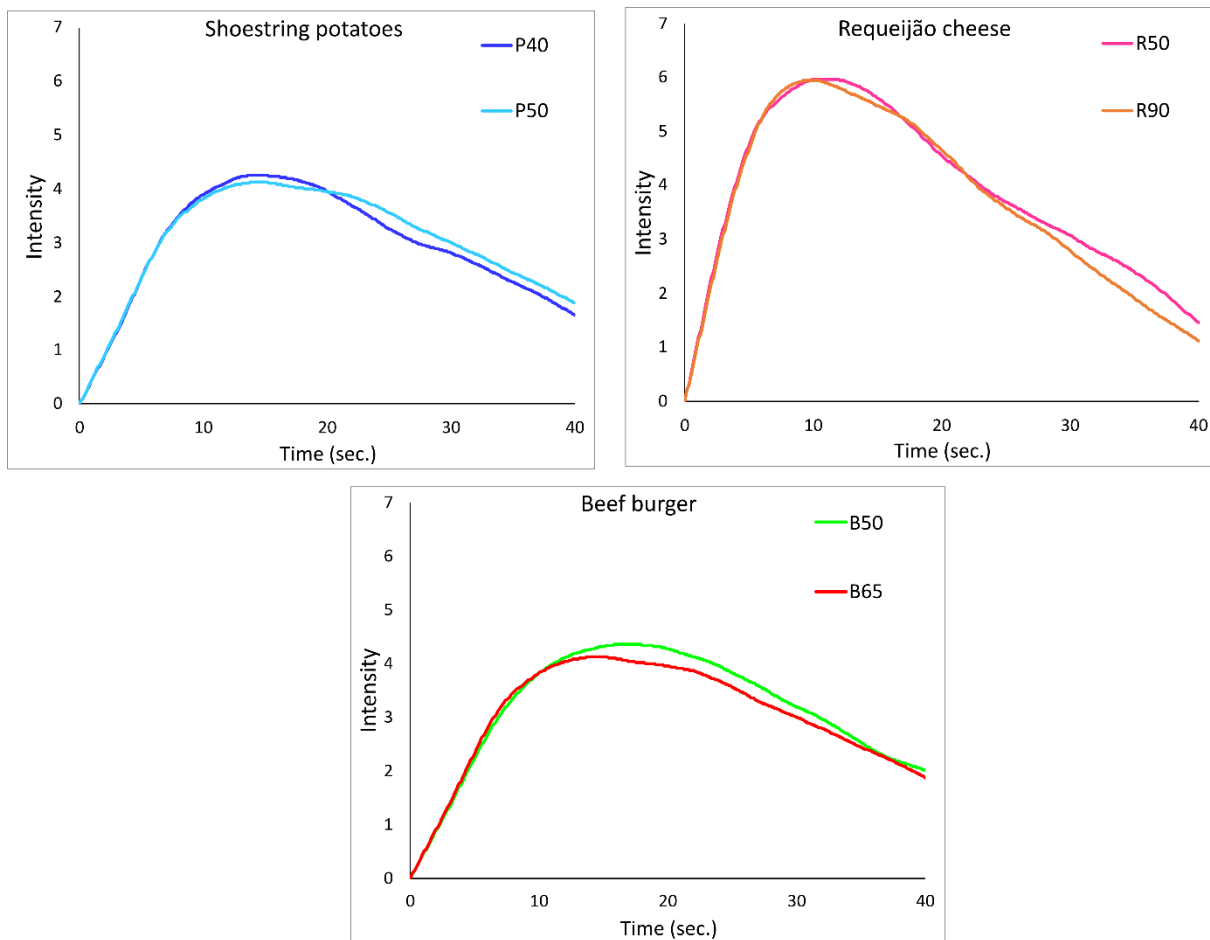 Shoestring potatoes
7
6
5
4
3
2
1
0
Intensity
P40
P50
0 10 20 30 40
Time (sec.)
Requeijão cheese
7
6
5
4
3
2
1
0
Intensity
R50
R90
0 10 20 30 40
Time (sec.)
Beef burger
7
6
5
4
3
2
1
0
Intensity
B50
B65
0 10 20 30 40
Time (sec.)